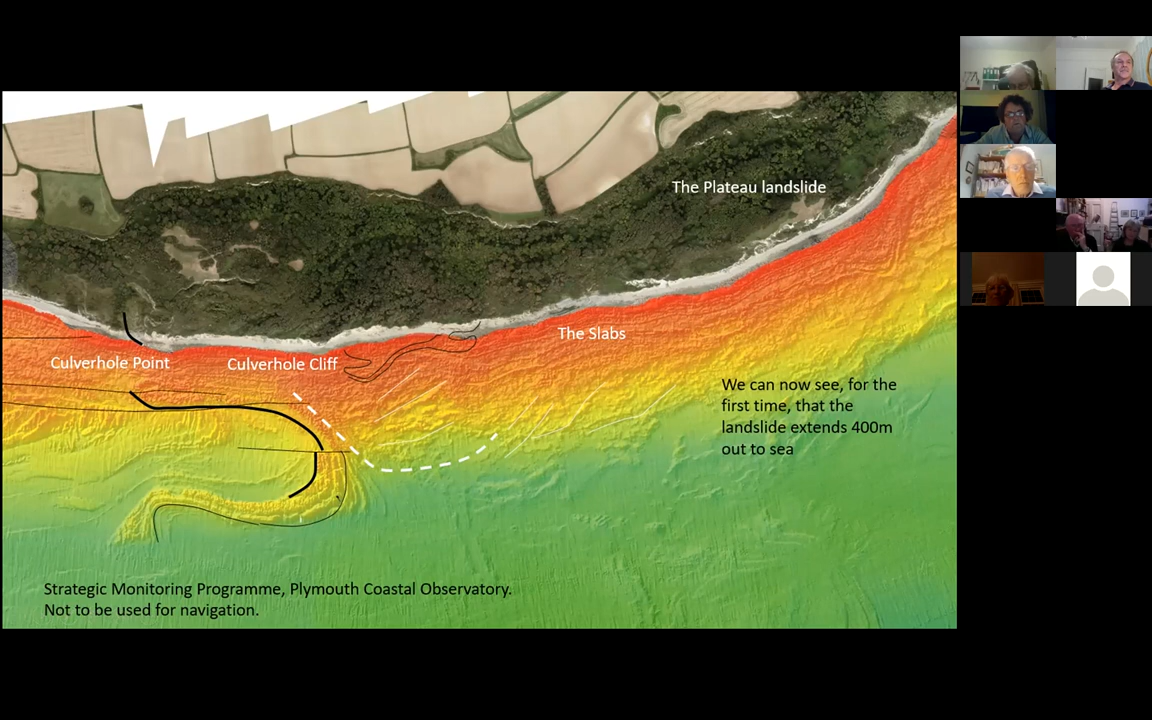 The Plateau landslide
The Slabs
Culverhole Point
Culverhole Cliff
We can now see, for the
first time, that the
landslide extends 400m
out to sea
Strategic Monitoring Programme, Plymouth Coastal Observatory.
Not to be used for navigation.